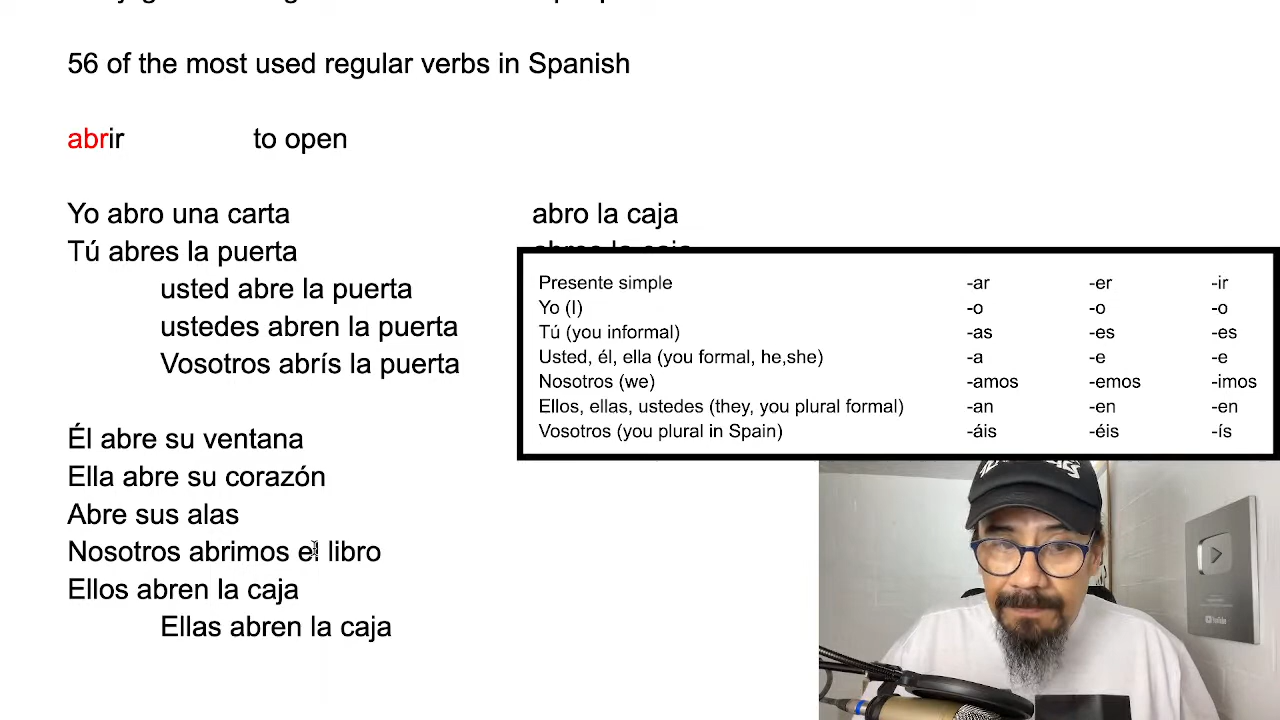 56 of the most used regular verbs in Spanish
abrir to open
Yo abro una carta abro la caja
Tú abres la puerta
usted abre la puerta
ustedes abren la puerta
Vosotros abrís la puerta
Él abre su ventana
Ella abre su corazón
Abre sus alas
Nosotros abrimos el libro
Ellos abren la caja
Ellas abren la caja
Presente simple -ar -er -ir
Yo (I) -o -o -o
Tú (you informal) -as -es -es
Usted, él, ella (you formal, he,she) -a -e -e
Nosotros (we) -amos -emos -imos
Ellos, ellas, ustedes (they, you plural formal) -an -en -en
Vosotros (you plural in Spain) -áis -éis -ís
YouTube